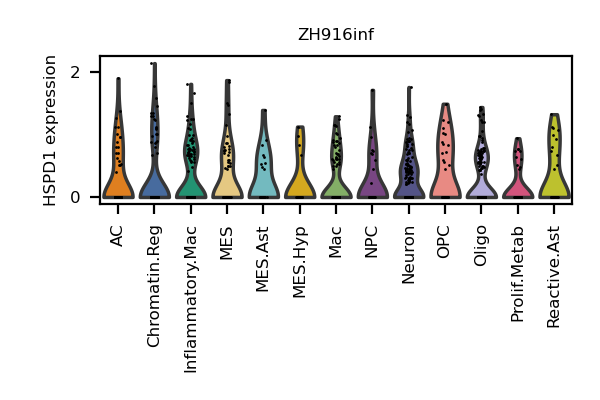 ZH916inf
HSPD1 expression
2
0
AC
Chromatin.Reg
Inflammatory.Mac
MES
MES.Ast
MES.Hyp
Mac
NPC
Neuron
OPC
Oligo
Prolif.Metab
Reactive.Ast